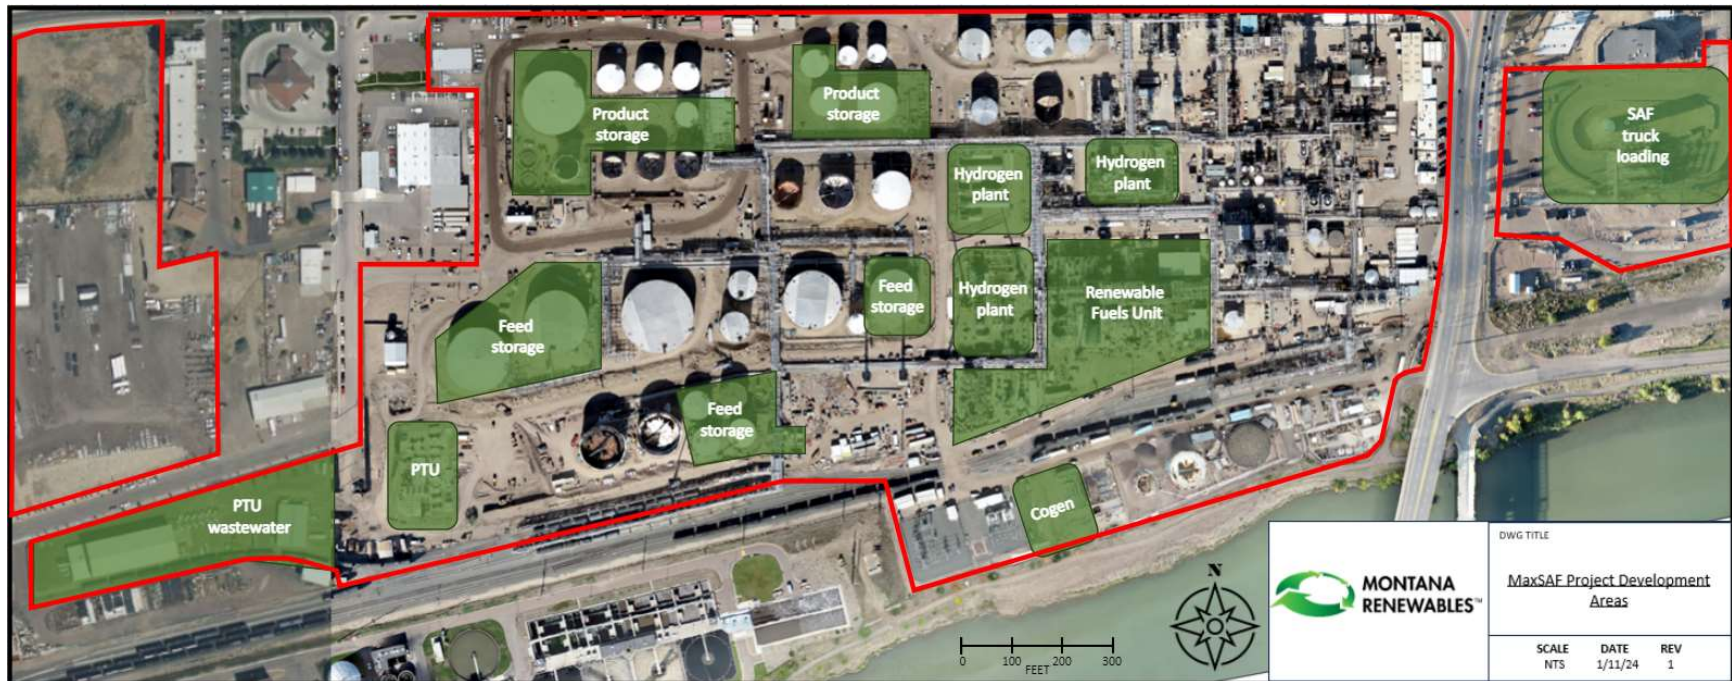 Product
storage
Product
storage
SAF
truck
loading
Hydrogen
plant
Hydrogen
plant
Feed
storage
Feed
storage
Hydrogen
plant
Renewable
Fuels Unit
Feed
storage
PTU
PTU
wastewater
Cogen
0 100 200 300
FEET
N
MONTANA
RENEWABLES™
DWG TITLE
MaxSAF Project Development
Areas
SCALE DATE REV
NTS 1/11/24 1